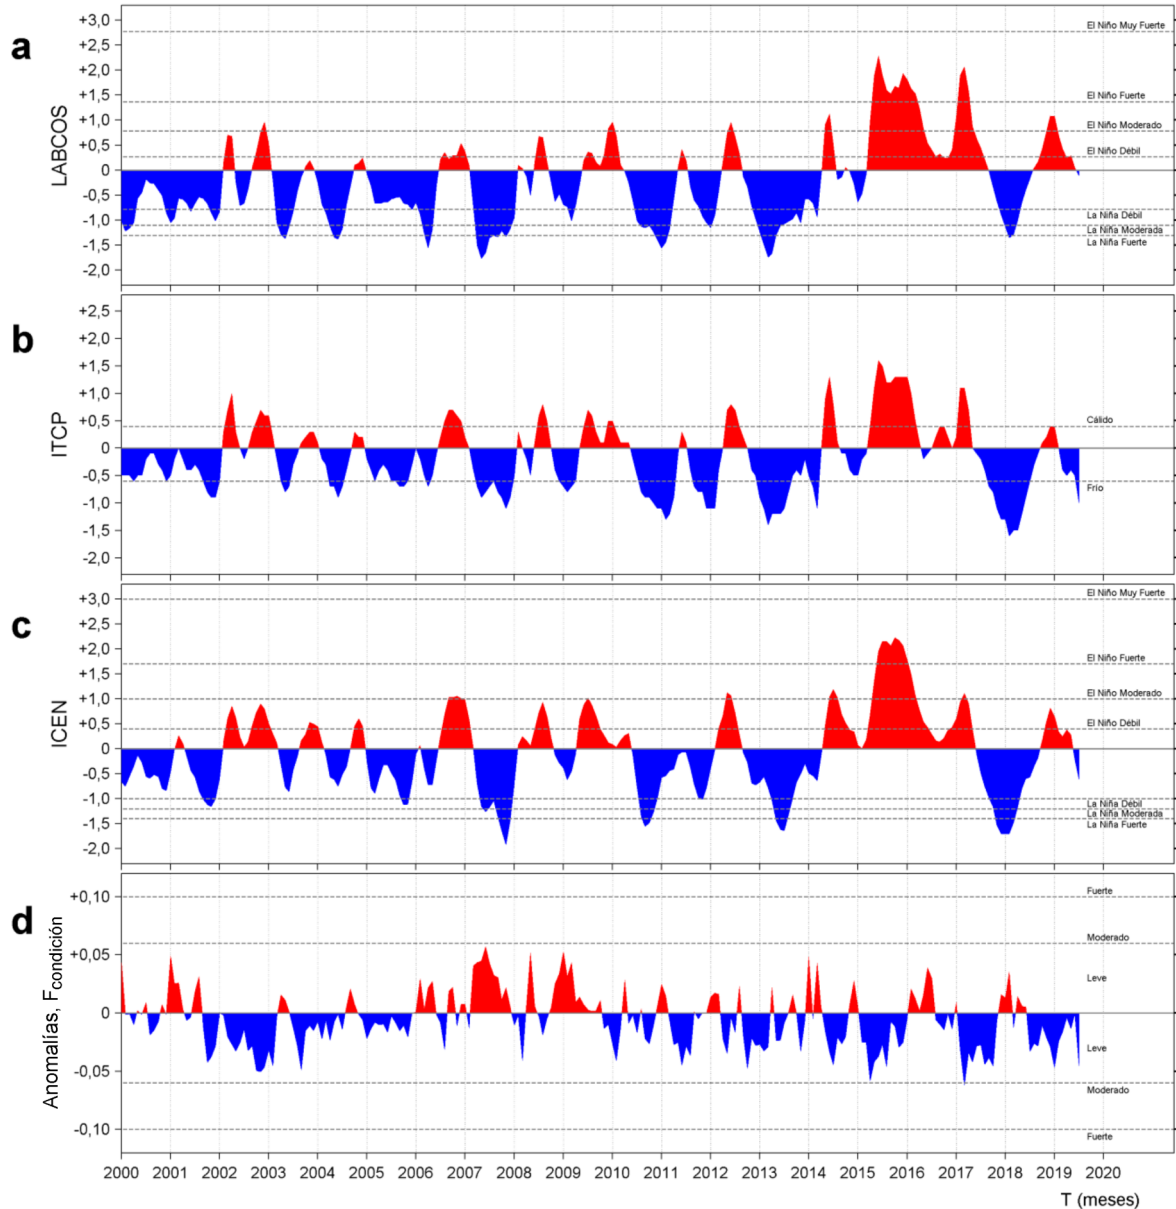 a
LABCOS
+3,0
+2,5
+2,0
+1,5
+1,0
+0,5
0
-0,5
-1,0
-1,5
-2,0
El Niño Muy Fuerte
El Niño Fuerte
El Niño Moderado
El Niño Débil
La Niña Débil
La Niña Moderada
La Niña Fuerte
b
ITCP
+2,5
+2,0
+1,5
+1,0
+0,5
0
-0,5
-1,0
-1,5
-2,0
Cálido
Frío
c
ICEN
+3,0
+2,5
+2,0
+1,5
+1,0
+0,5
0
-0,5
-1,0
-1,5
-2,0
El Niño Muy Fuerte
El Niño Fuerte
El Niño Moderado
El Niño Débil
La Niña Débil
La Niña Moderada
La Niña Fuerte
d
Anomalías, Fcondición
+0,10
+0,05
0
-0,05
-0,10
Fuerte
Moderado
Leve
Leve
Moderado
Fuerte
2000 2001 2002 2003 2004 2005 2006 2007 2008 2009 2010 2011 2012 2013 2014 2015 2016 2017 2018 2019 2020
T (meses)